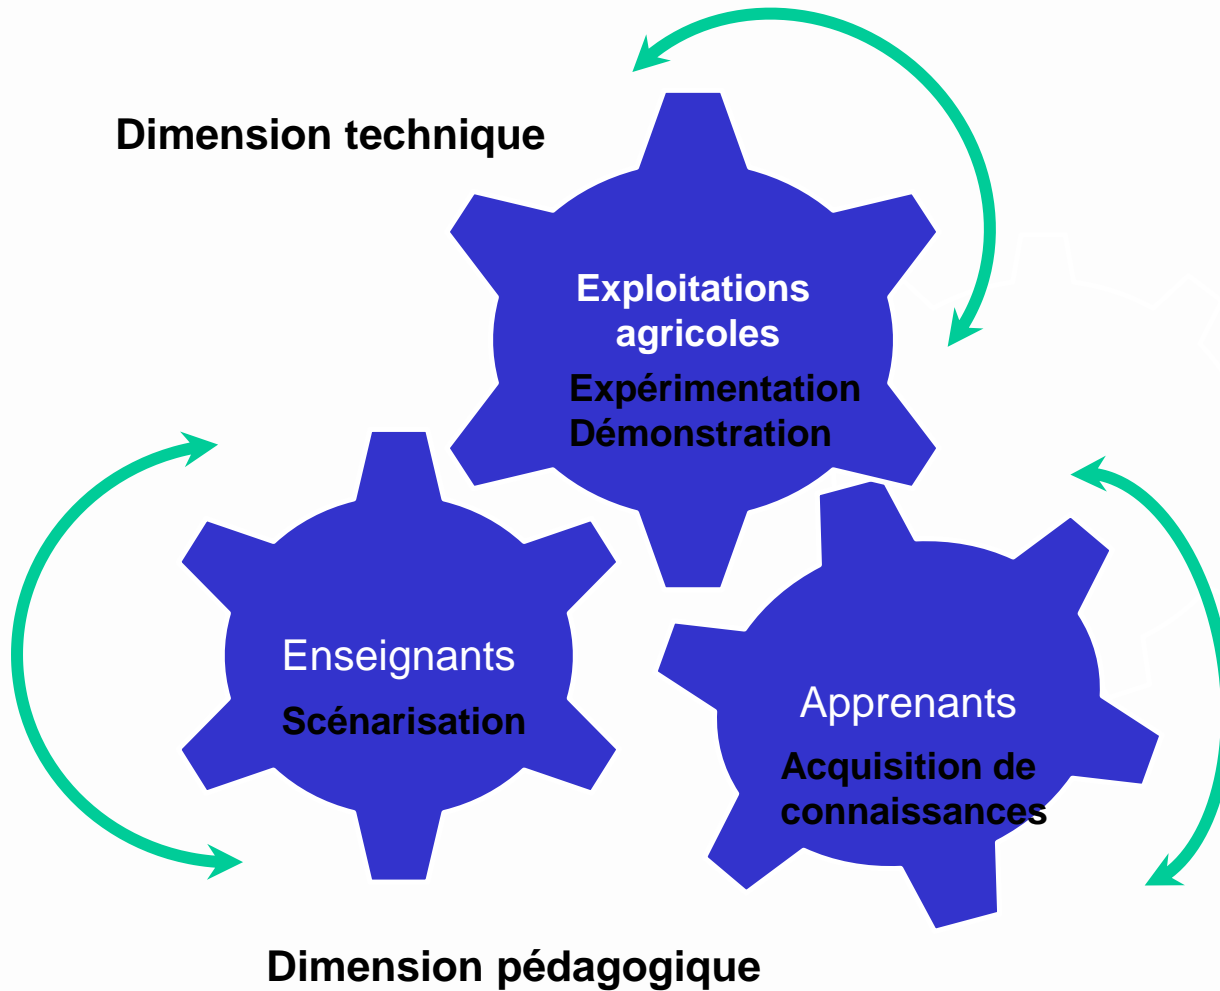 Dimension technique
Exploitations
agricoles
Expérimentation
Démonstration
Enseignants
Scénarisation
Apprenants
Acquisition de
connaissances
Dimension pédagogique